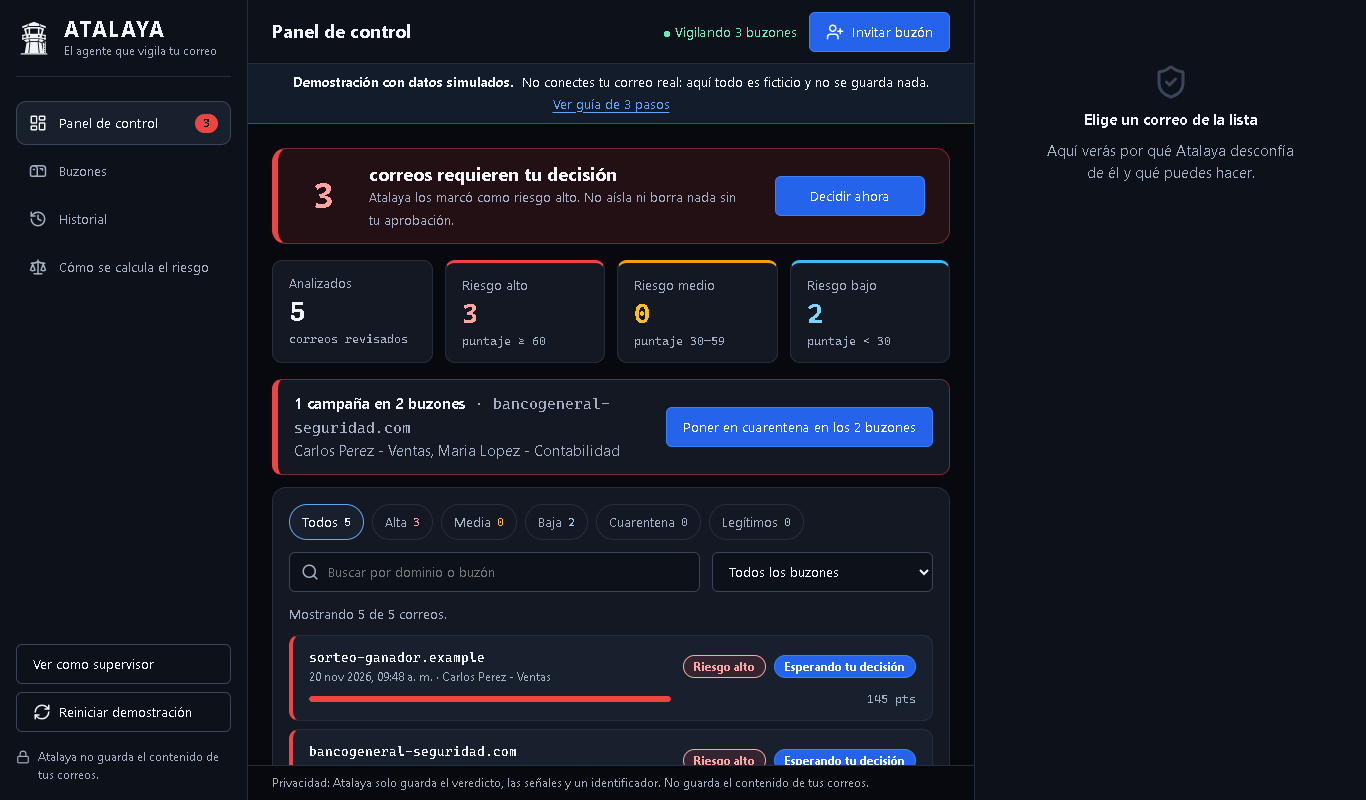 ATALAYA
El agente que vigila tu correo
Panel de control
3
Buzones
Historial
Cómo se calcula el riesgo
Ver como supervisor
Reiniciar demostración
Atalaya no guarda el contenido de
tus correos.
Panel de control
Vigilando 3 buzones
Invitar buzón
Demostración con datos simulados. No conectes tu correo real: aquí todo es ficticio y no se guarda nada.
Ver guía de 3 pasos
3
correos requieren tu decisión
Atalaya los marcó como riesgo alto. No aísla ni borra nada sin
tu aprobación.
Decidir ahora
Analizados
5
correos revisados
Riesgo alto
3
puntaje ≥ 60
Riesgo medio
0
puntaje 30–59
Riesgo bajo
2
puntaje < 30
1 campaña en 2 buzones · bancogeneral-
seguridad.com
Carlos Perez - Ventas, Maria Lopez - Contabilidad
Poner en cuarentena en los 2 buzones
Todos 5
Alta 3
Media 0
Baja 2
Cuarentena 0
Legítimos 0
Buscar por dominio o buzón
Todos los buzones
Mostrando 5 de 5 correos.
sorteo-ganador.example
20 nov 2026, 09:48 a. m. · Carlos Perez - Ventas
Riesgo alto
Esperando tu decisión
145 pts
bancogeneral-seguridad.com
Riesgo alto
Esperando tu decisión
Privacidad: Atalaya solo guarda el veredicto, las señales y un identificador. No guarda el contenido de tus correos.
Elige un correo de la lista
Aquí verás por qué Atalaya desconfía
de él y qué puedes hacer.